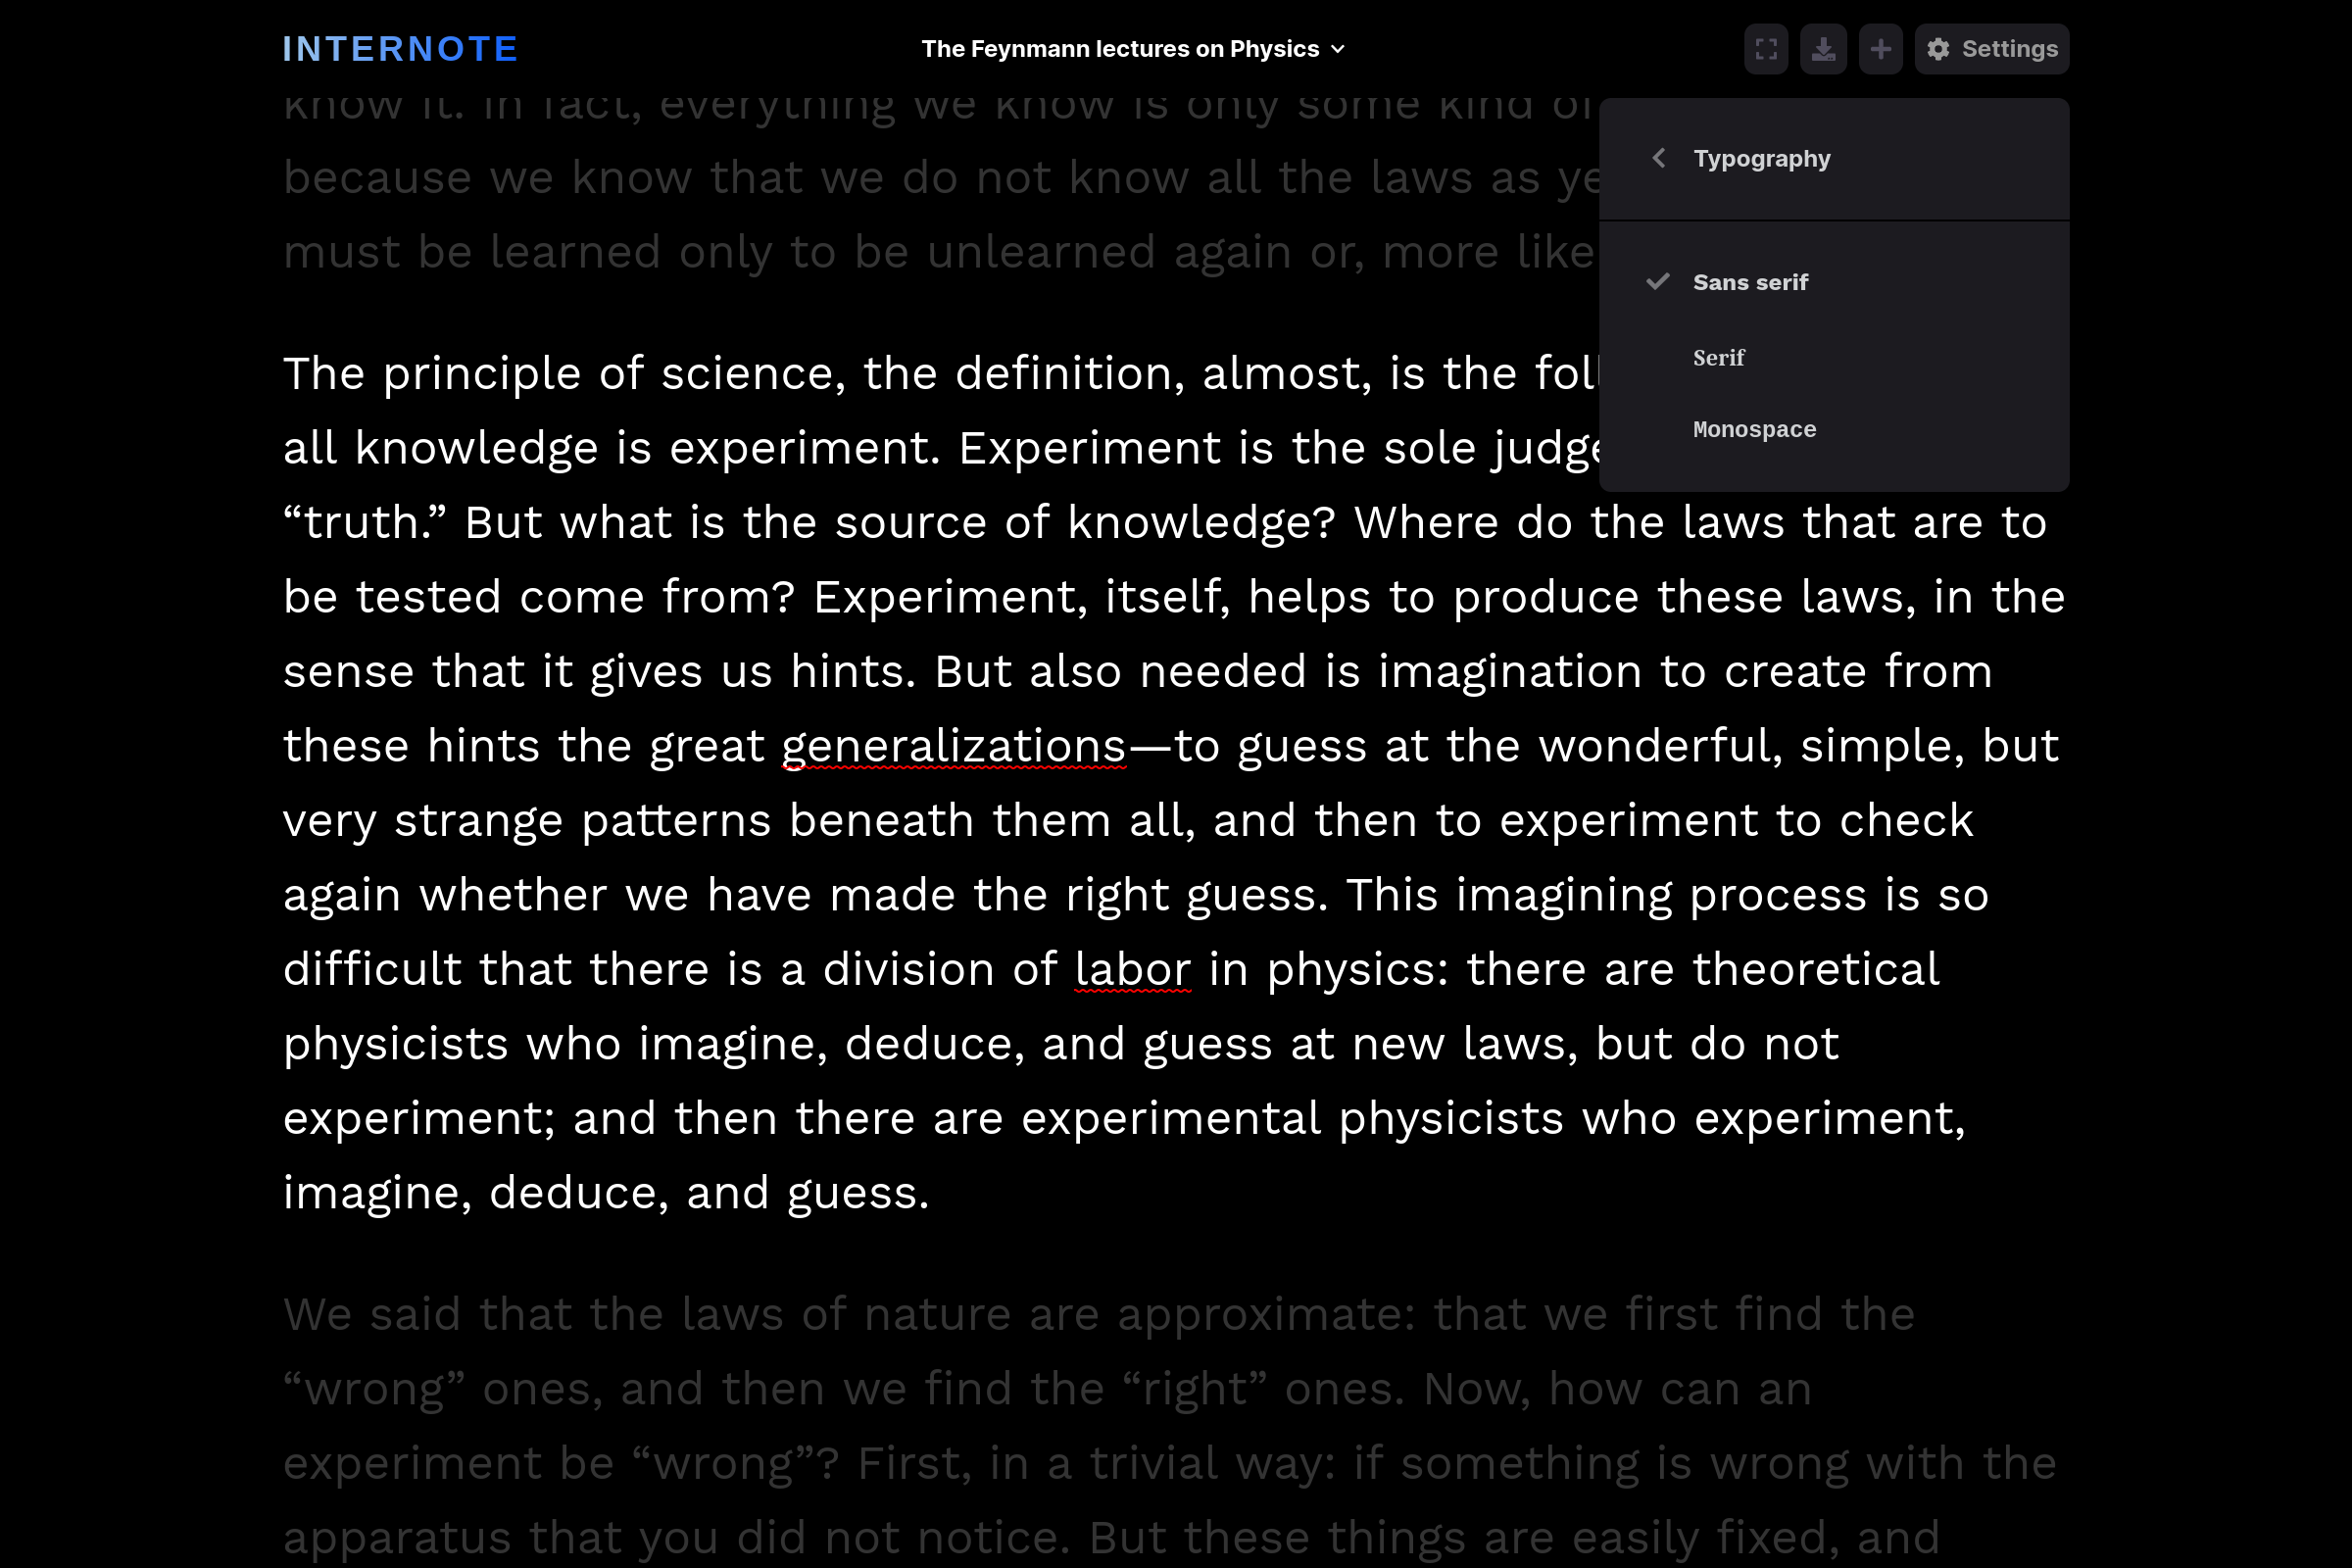 INTERNOTE
The Feynmann lectures on Physics
Settings
know it. In fact, everything we know is only some kind of
because we know that we do not know all the laws as ye
must be learned only to be unlearned again or, more like
Typography
Sans serif
Serif
Monospace
The principle of science, the definition, almost, is the foll
all knowledge is experiment. Experiment is the sole judge
“truth.” But what is the source of knowledge? Where do the laws that are to
be tested come from? Experiment, itself, helps to produce these laws, in the
sense that it gives us hints. But also needed is imagination to create from
these hints the great generalizations—to guess at the wonderful, simple, but
very strange patterns beneath them all, and then to experiment to check
again whether we have made the right guess. This imagining process is so
difficult that there is a division of labor in physics: there are theoretical
physicists who imagine, deduce, and guess at new laws, but do not
experiment; and then there are experimental physicists who experiment,
imagine, deduce, and guess.
We said that the laws of nature are approximate: that we first find the
“wrong” ones, and then we find the “right” ones. Now, how can an
experiment be “wrong”? First, in a trivial way: if something is wrong with the
apparatus that you did not notice. But these things are easily fixed, and